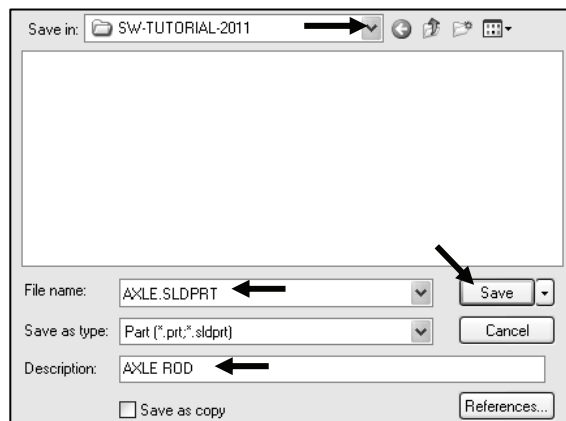 Save in: SW-TUTORIAL-2011
File name: AXLE.SLDPRT Save
Save as type: Part (*.prt;*.sldprt) Cancel
Description: AXLE ROD
Save as copy References...